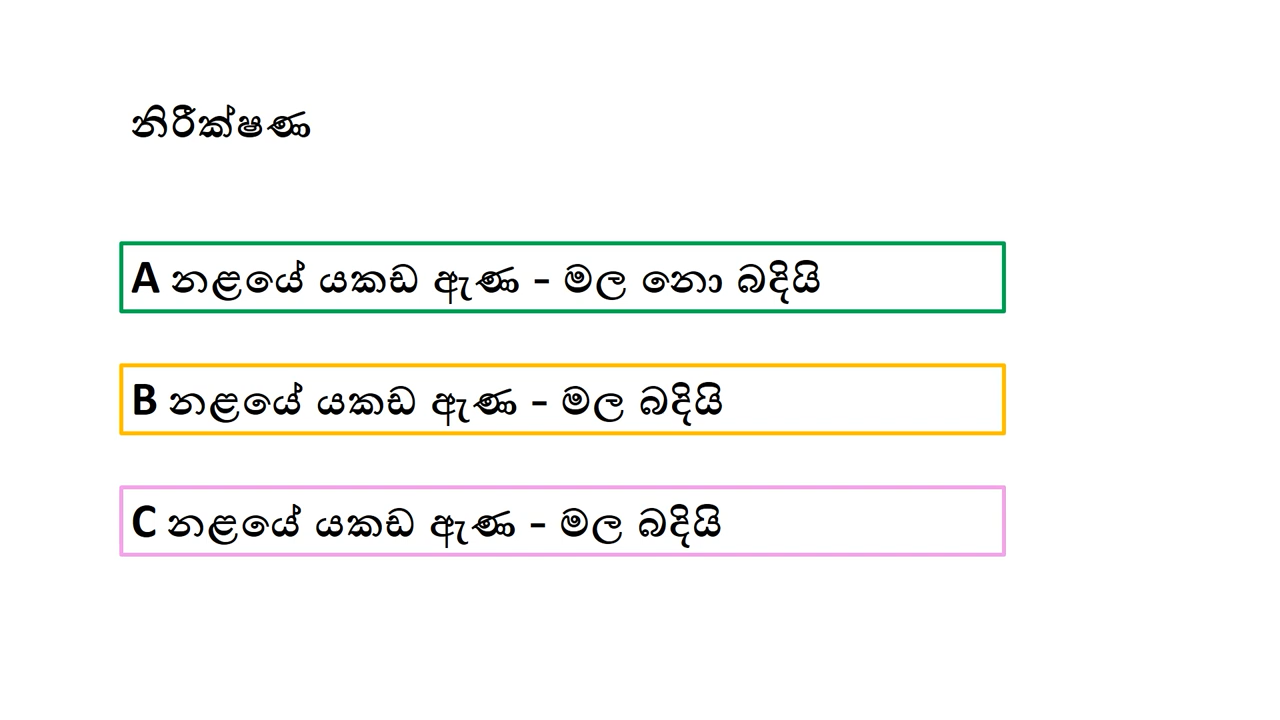 නිරීක්ෂණ
A නළයේ යකඩ ඇණ – මල නො බදියි
B නළයේ යකඩ ඇණ – මල බදියි
C නළයේ යකඩ ඇණ – මල බදියි